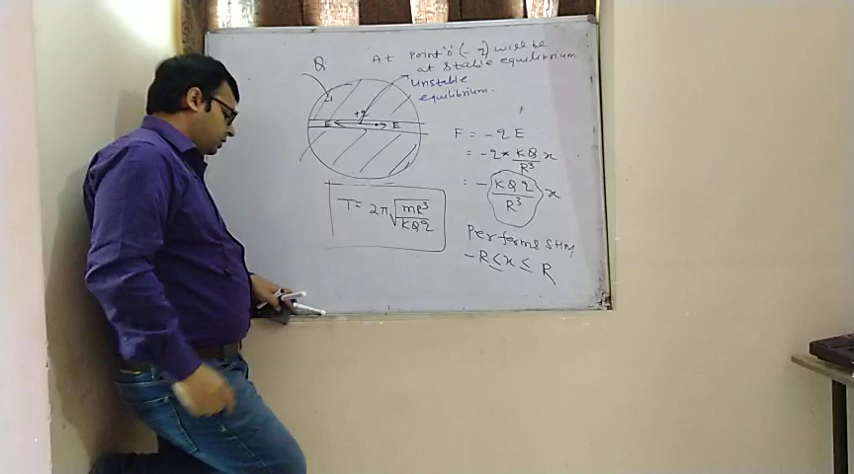 Q
At point 'o' (-q) will be
at stable equilibrium
unstable
equilibrium.
+q
E E
F = -qE
= -q × KQ/R³ x
= - KQq/R³ x
T = 2π √(mR³/KQq)
Performs SHM
-R ≤ x ≤ R